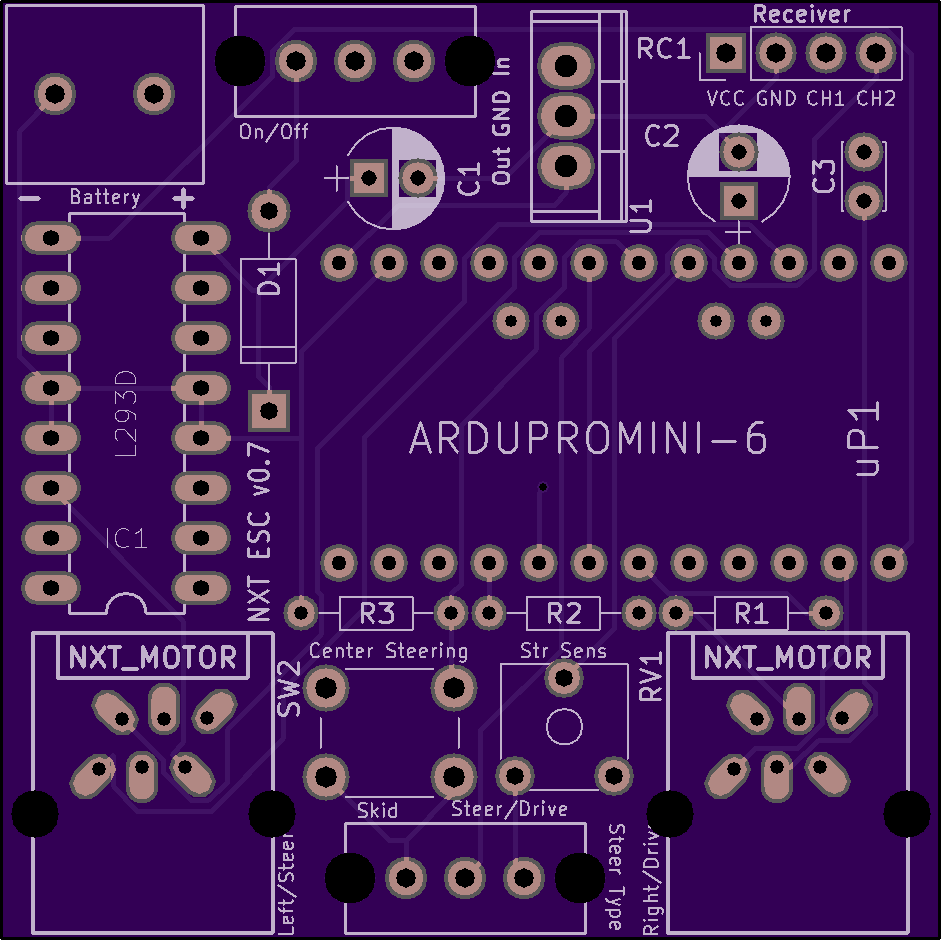 Receiver
RC1
VCC GND CH1 CH2
On/Off
Out GND In
C1
C2
C3
U1
- Battery +
D1
L293D
IC1
NXT ESC v0.7
ARDUPROMINI-6
uP1
R3
R2
R1
NXT_MOTOR
Center Steering
Str Sens
NXT_MOTOR
SW2
RV1
Skid
Steer/Drive
Left/Steer
Steer Type
Right/Drive